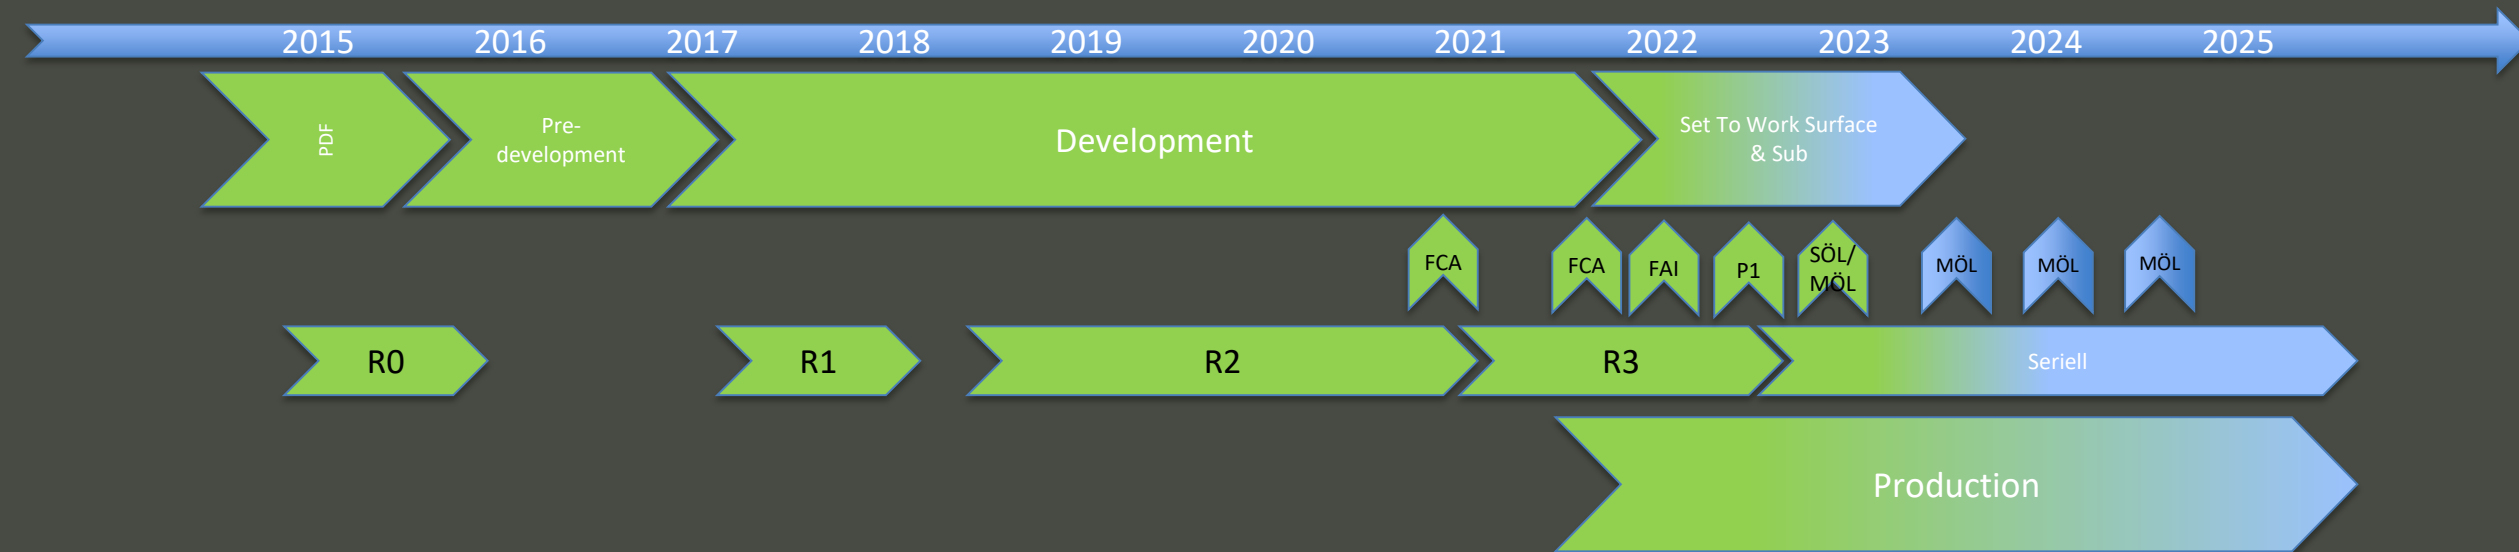 2015 2016 2017 2018 2019 2020 2021 2022 2023 2024 2025
PDF
Pre-
development
Development
Set To Work Surface
& Sub
FCA
FCA
FAI
P1
SÖL/
MÖL
MÖL
MÖL
MÖL
R0
R1
R2
R3
Seriell
Production